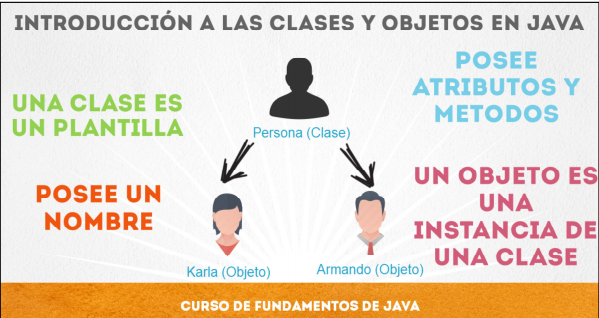 INTRODUCCIÓN A LAS CLASES Y OBJETOS EN JAVA
UNA CLASE ES
UN PLANTILLA
POSEE
ATRIBUTOS Y
METODOS
Persona (Clase)
POSEE UN
NOMBRE
UN OBJETO ES
UNA
INSTANCIA DE
UNA CLASE
Karla (Objeto)
Armando (Objeto)
CURSO DE FUNDAMENTOS DE JAVA